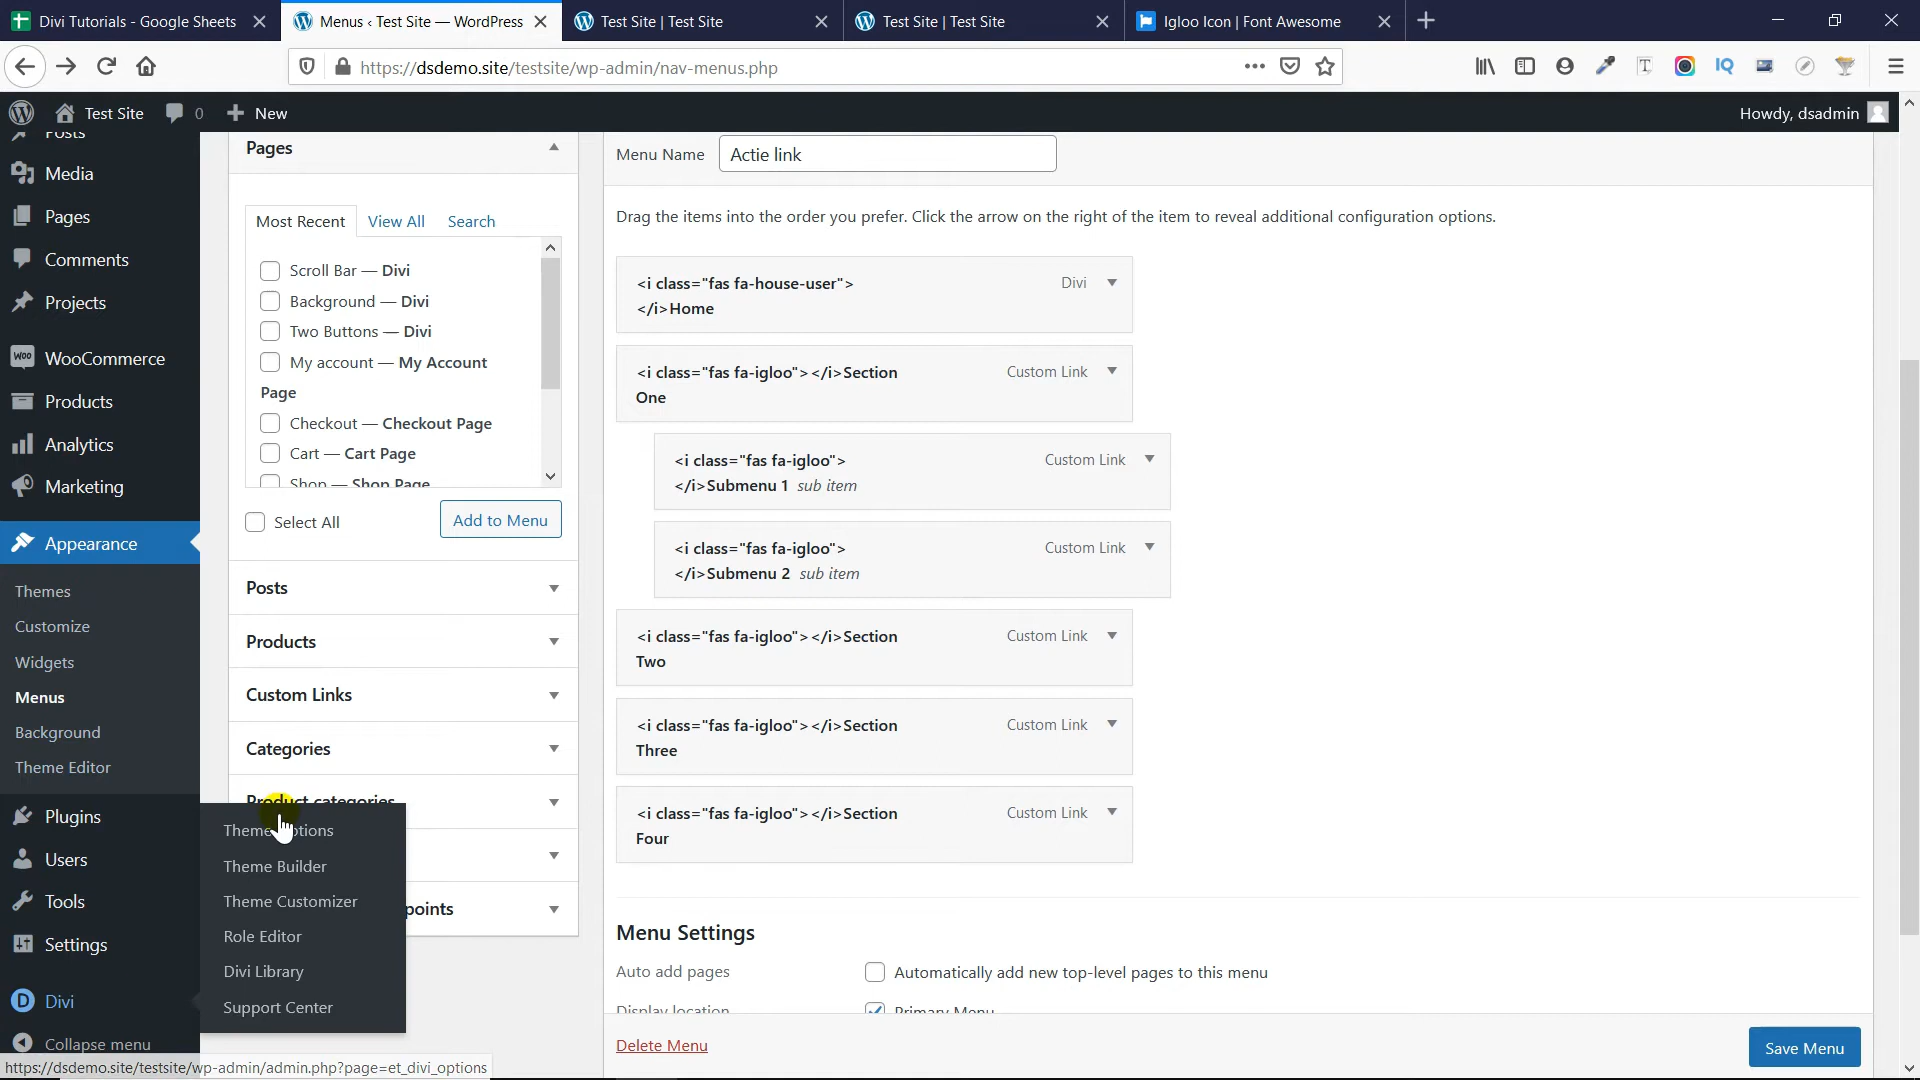 Divi Tutorials - Google Sheets
Menus ‹ Test Site — WordPress
Test Site | Test Site
Test Site | Test Site
Igloo Icon | Font Awesome
https://dsdemo.site/testsite/wp-admin/nav-menus.php
Test Site
0
New
Howdy, dsadmin
Posts
Media
Pages
Comments
Projects
WooCommerce
Products
Analytics
Marketing
Appearance
Themes
Customize
Widgets
Menus
Background
Theme Editor
Plugins
Users
Tools
Settings
Divi
Collapse menu
Pages
Most Recent
View All
Search
Scroll Bar — Divi
Background — Divi
Two Buttons — Divi
My account — My Account
Page
Checkout — Checkout Page
Cart — Cart Page
Shop — Shop Page
Select All
Add to Menu
Posts
Products
Custom Links
Categories
Product categories
points
Theme Options
Theme Builder
Theme Customizer
Role Editor
Divi Library
Support Center
Menu Name
Actie link
Drag the items into the order you prefer. Click the arrow on the right of the item to reveal additional configuration options.
<i class="fas fa-house-user">
</i>Home
Divi
<i class="fas fa-igloo"></i>Section
One
Custom Link
<i class="fas fa-igloo">
</i>Submenu 1 sub item
Custom Link
<i class="fas fa-igloo">
</i>Submenu 2 sub item
Custom Link
<i class="fas fa-igloo"></i>Section
Two
Custom Link
<i class="fas fa-igloo"></i>Section
Three
Custom Link
<i class="fas fa-igloo"></i>Section
Four
Custom Link
Menu Settings
Auto add pages
Automatically add new top-level pages to this menu
Display location
Primary Menu
Delete Menu
Save Menu
https://dsdemo.site/testsite/wp-admin/admin.php?page=et_divi_options